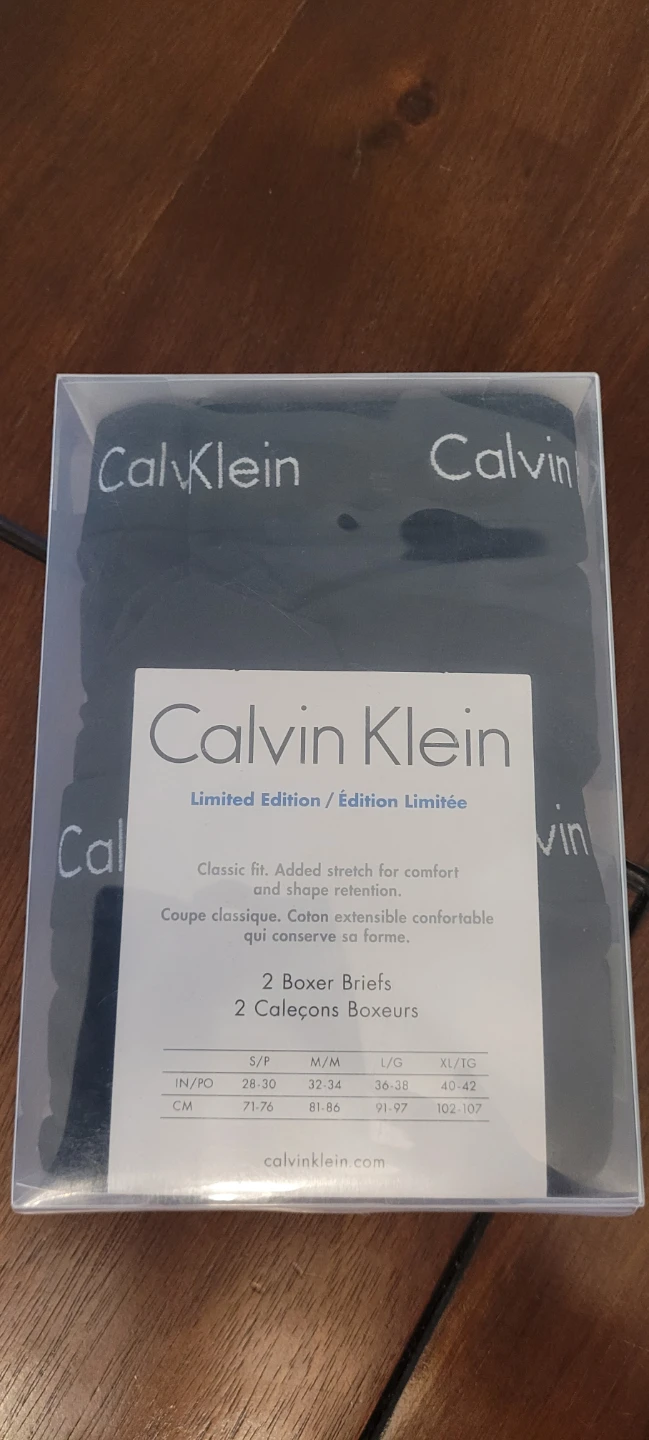 CalvKlein Calvin
Calvin Klein
Limited Edition / Édition Limitée
Cal vin
Classic fit. Added stretch for comfort
and shape retention.
Coupe classique. Coton extensible confortable
qui conserve sa forme.
2 Boxer Briefs
2 Caleçons Boxeurs
S/P M/M L/G XL/TG
IN/PO 28-30 32-34 36-38 40-42
CM 71-76 81-86 91-97 102-107
calvinklein.com